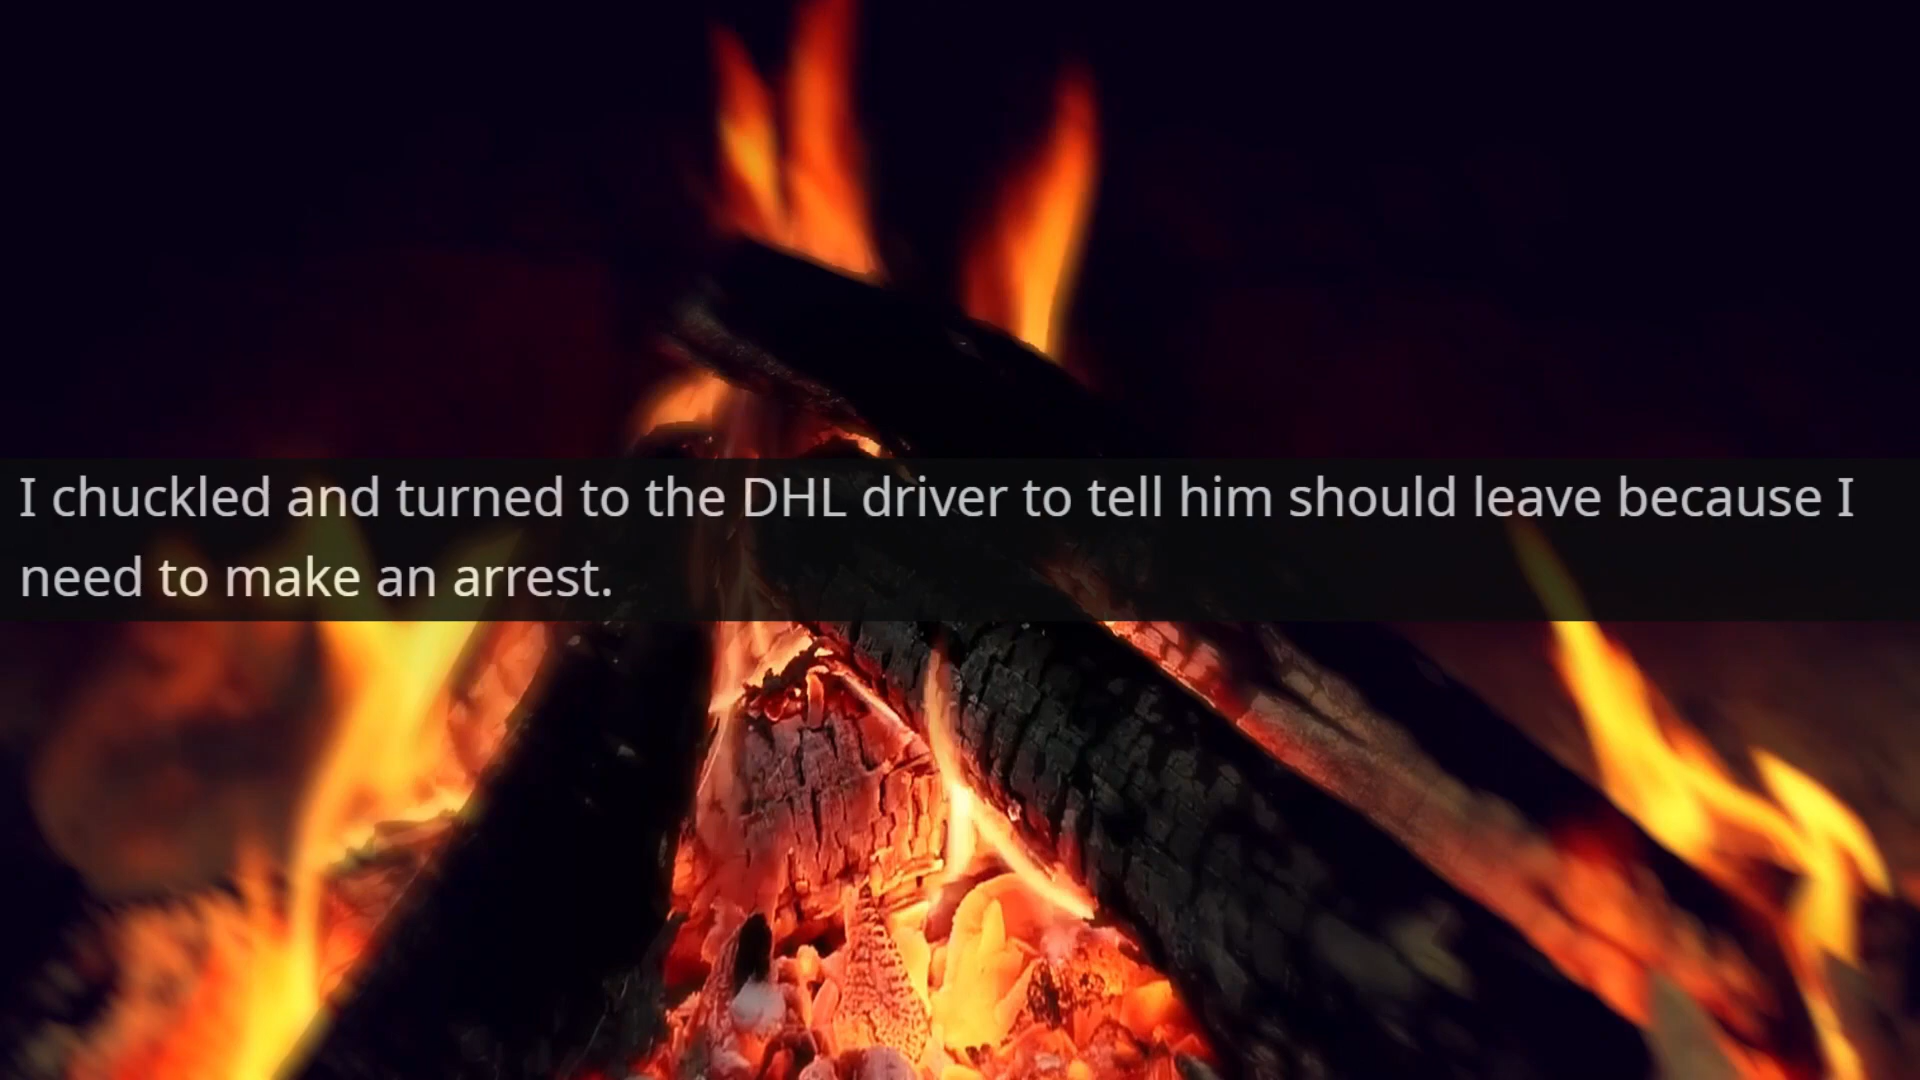 I chuckled and turned to the DHL driver to tell him should leave because I
need to make an arrest.